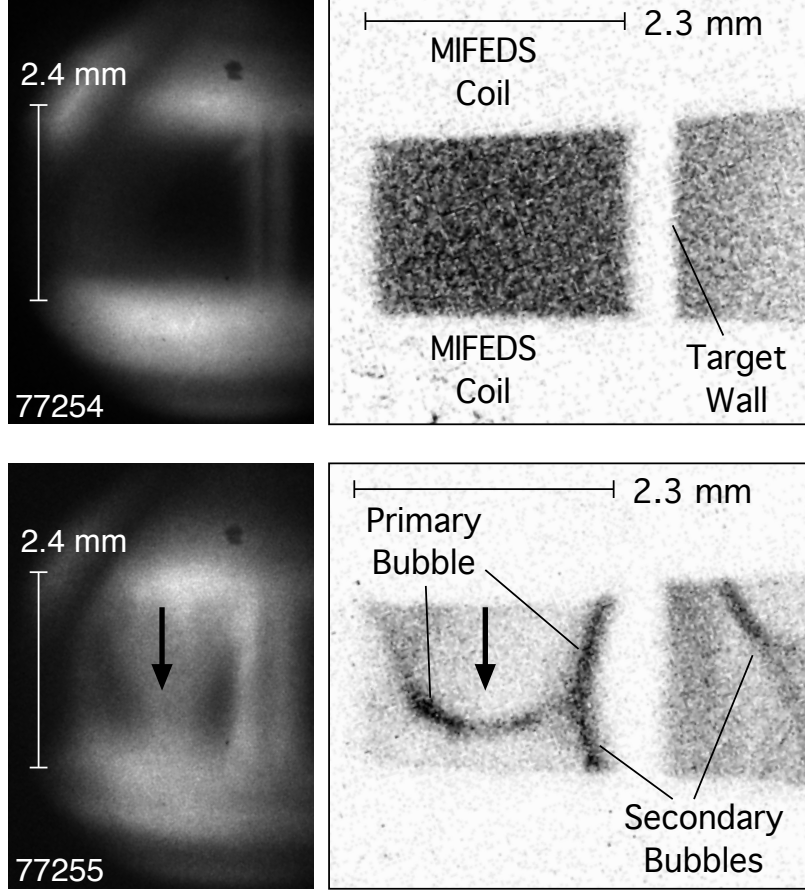 2.4 mm
77254
2.3 mm
MIFEDS
Coil
MIFEDS
Coil
Target
Wall
2.4 mm
77255
2.3 mm
Primary
Bubble
Secondary
Bubbles